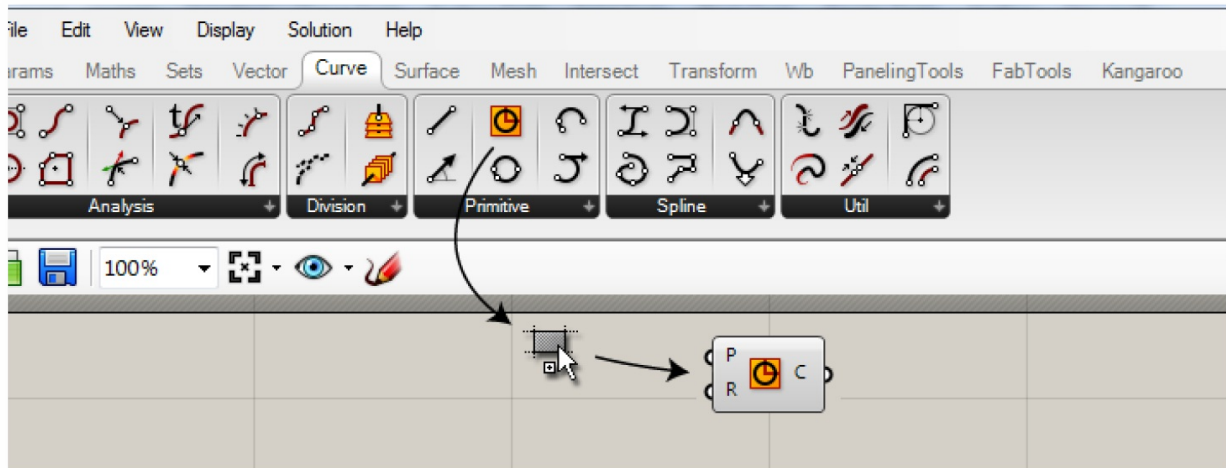 File Edit View Display Solution Help
Params Maths Sets Vector Curve Surface Mesh Intersect Transform Wb PanelingTools FabTools Kangaroo
Analysis Division Primitive Spline Util
100%
P
C
R